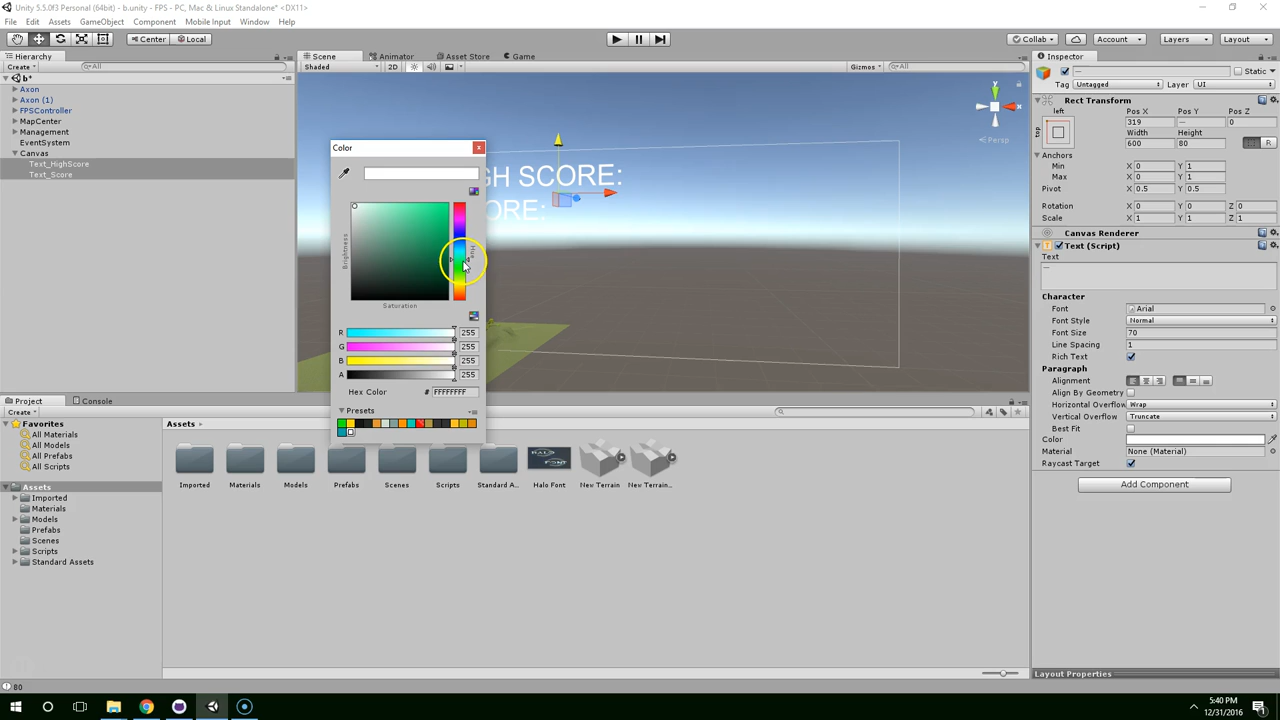 Unity 5.5.0f3 Personal (64bit) - b.unity - FPS - PC, Mac & Linux Standalone* <DX11>
File Edit Assets GameObject Component Mobile Input Window Help
Center Local Collab Account Layers Layout
Hierarchy
Create All
b*
Axon
Axon (1)
FPSController
MapCenter
Management
EventSystem
Canvas
Text_HighScore
Text_Score
Scene Animator Asset Store Game
Shaded 2D Gizmos All
Persp
GH SCORE:
ORE:
Color
Brightness
Hue
Saturation
R 255
G 255
B 255
A 255
Hex Color # FFFFFFFF
Presets
Inspector
— Static
Tag Untagged Layer UI
Rect Transform
left Pos X Pos Y Pos Z
top 319 — 0
Width Height
600 80 R
Anchors
Min X 0 Y 1
Max X 0 Y 1
Pivot X 0.5 Y 0.5
Rotation X 0 Y 0 Z 0
Scale X 1 Y 1 Z 1
Canvas Renderer
Text (Script)
Text
—
Character
Font Arial
Font Style Normal
Font Size 70
Line Spacing 1
Rich Text
Paragraph
Alignment
Align By Geometry
Horizontal Overflow Wrap
Vertical Overflow Truncate
Best Fit
Color
Material None (Material)
Raycast Target
Add Component
Layout Properties
Project Console
Create
Favorites
All Materials
All Models
All Prefabs
All Scripts
Assets
Imported
Materials
Models
Prefabs
Scenes
Scripts
Standard Assets
Assets
HALO
FONT
Imported Materials Models Prefabs Scenes Scripts Standard A... Halo Font New Terrain New Terrain...
80
5:40 PM
12/31/2016
1